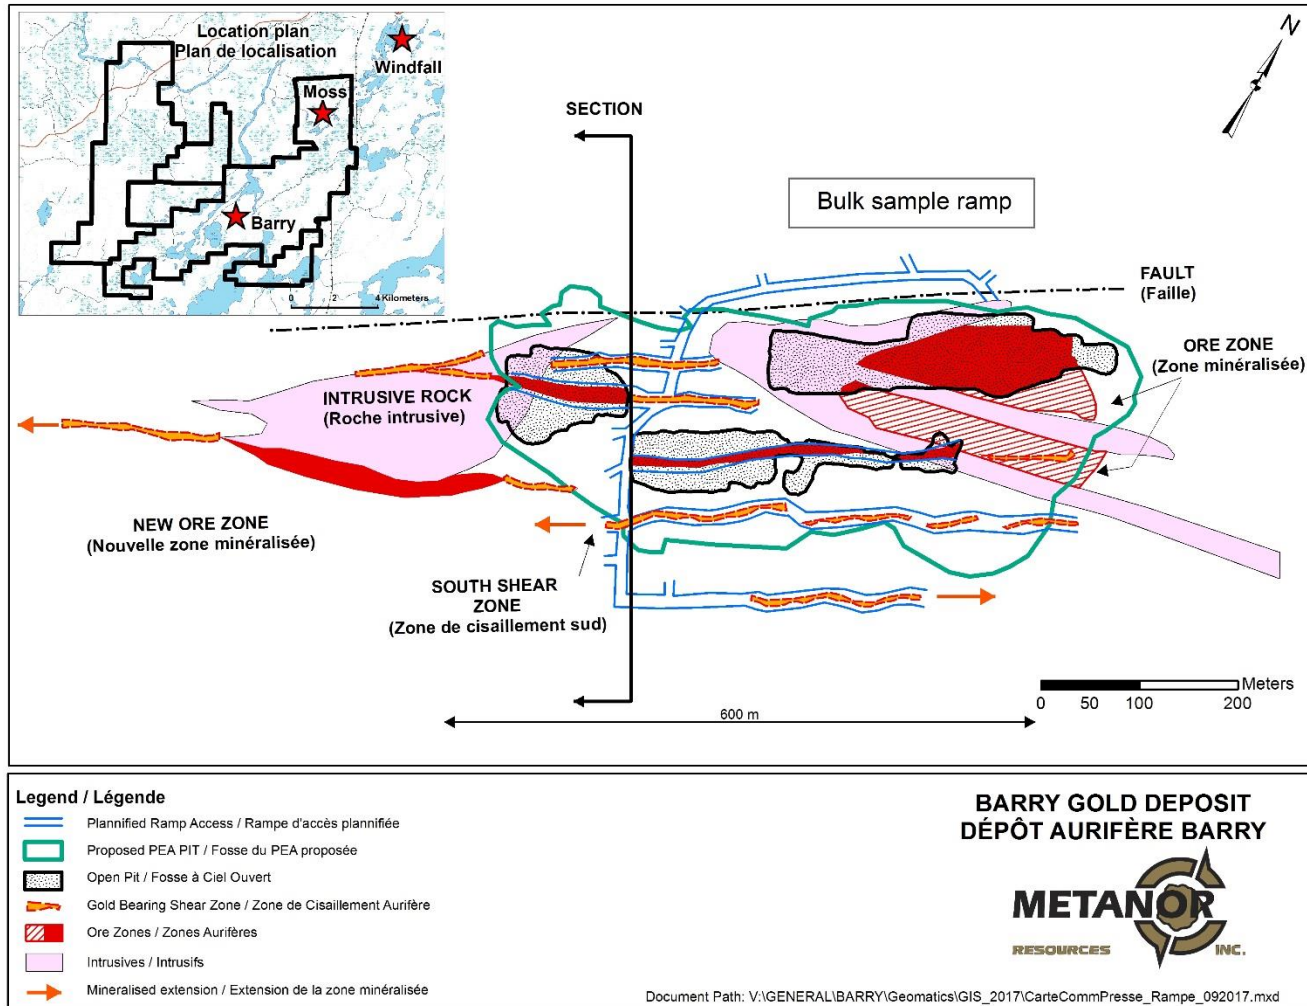 Location plan
Plan de localisation
Windfall
Moss
Barry
0 2 4 Kilometers
N
SECTION
Bulk sample ramp
FAULT
(Faille)
ORE ZONE
(Zone minéralisée)
INTRUSIVE ROCK
(Roche intrusive)
NEW ORE ZONE
(Nouvelle zone minéralisée)
SOUTH SHEAR
ZONE
(Zone de cisaillement sud)
Meters
0 50 100 200
600 m
Legend / Légende
Plannified Ramp Access / Rampe d'accès plannifiée
Proposed PEA PIT / Fosse du PEA proposée
Open Pit / Fosse à Ciel Ouvert
Gold Bearing Shear Zone / Zone de Cisaillement Aurifère
Ore Zones / Zones Aurifères
Intrusives / Intrusifs
Mineralised extension / Extension de la zone minéralisée
BARRY GOLD DEPOSIT
DÉPÔT AURIFÈRE BARRY
METANOR
RESOURCES INC.
Document Path: V:\GENERAL\BARRY\Geomatics\GIS_2017\CarteCommPresse_Rampe_092017.mxd